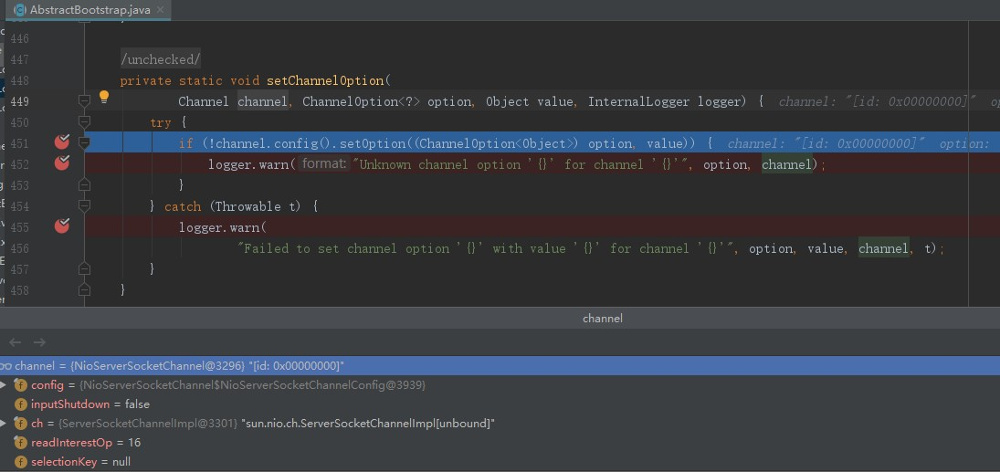 AbstractBootstrap.java
446
447 /unchecked/
448 private static void setChannelOption(
449 Channel channel, ChannelOption<?> option, Object value, InternalLogger logger) { channel: "[id: 0x00000000]"
450 try {
451 if (!channel.config().setOption((ChannelOption<Object>) option, value)) { channel: "[id: 0x00000000]" option:
452 logger.warn( format: "Unknown channel option '{}' for channel '{}'", option, channel);
453 }
454 } catch (Throwable t) {
455 logger.warn(
456 "Failed to set channel option '{}' with value '{}' for channel '{}'", option, value, channel, t);
457 }
458 }
channel
channel = {NioServerSocketChannel@3296} "[id: 0x00000000]"
config = {NioServerSocketChannel$NioServerSocketChannelConfig@3939}
inputShutdown = false
ch = {ServerSocketChannelImpl@3301} "sun.nio.ch.ServerSocketChannelImpl[unbound]"
readInterestOp = 16
selectionKey = null